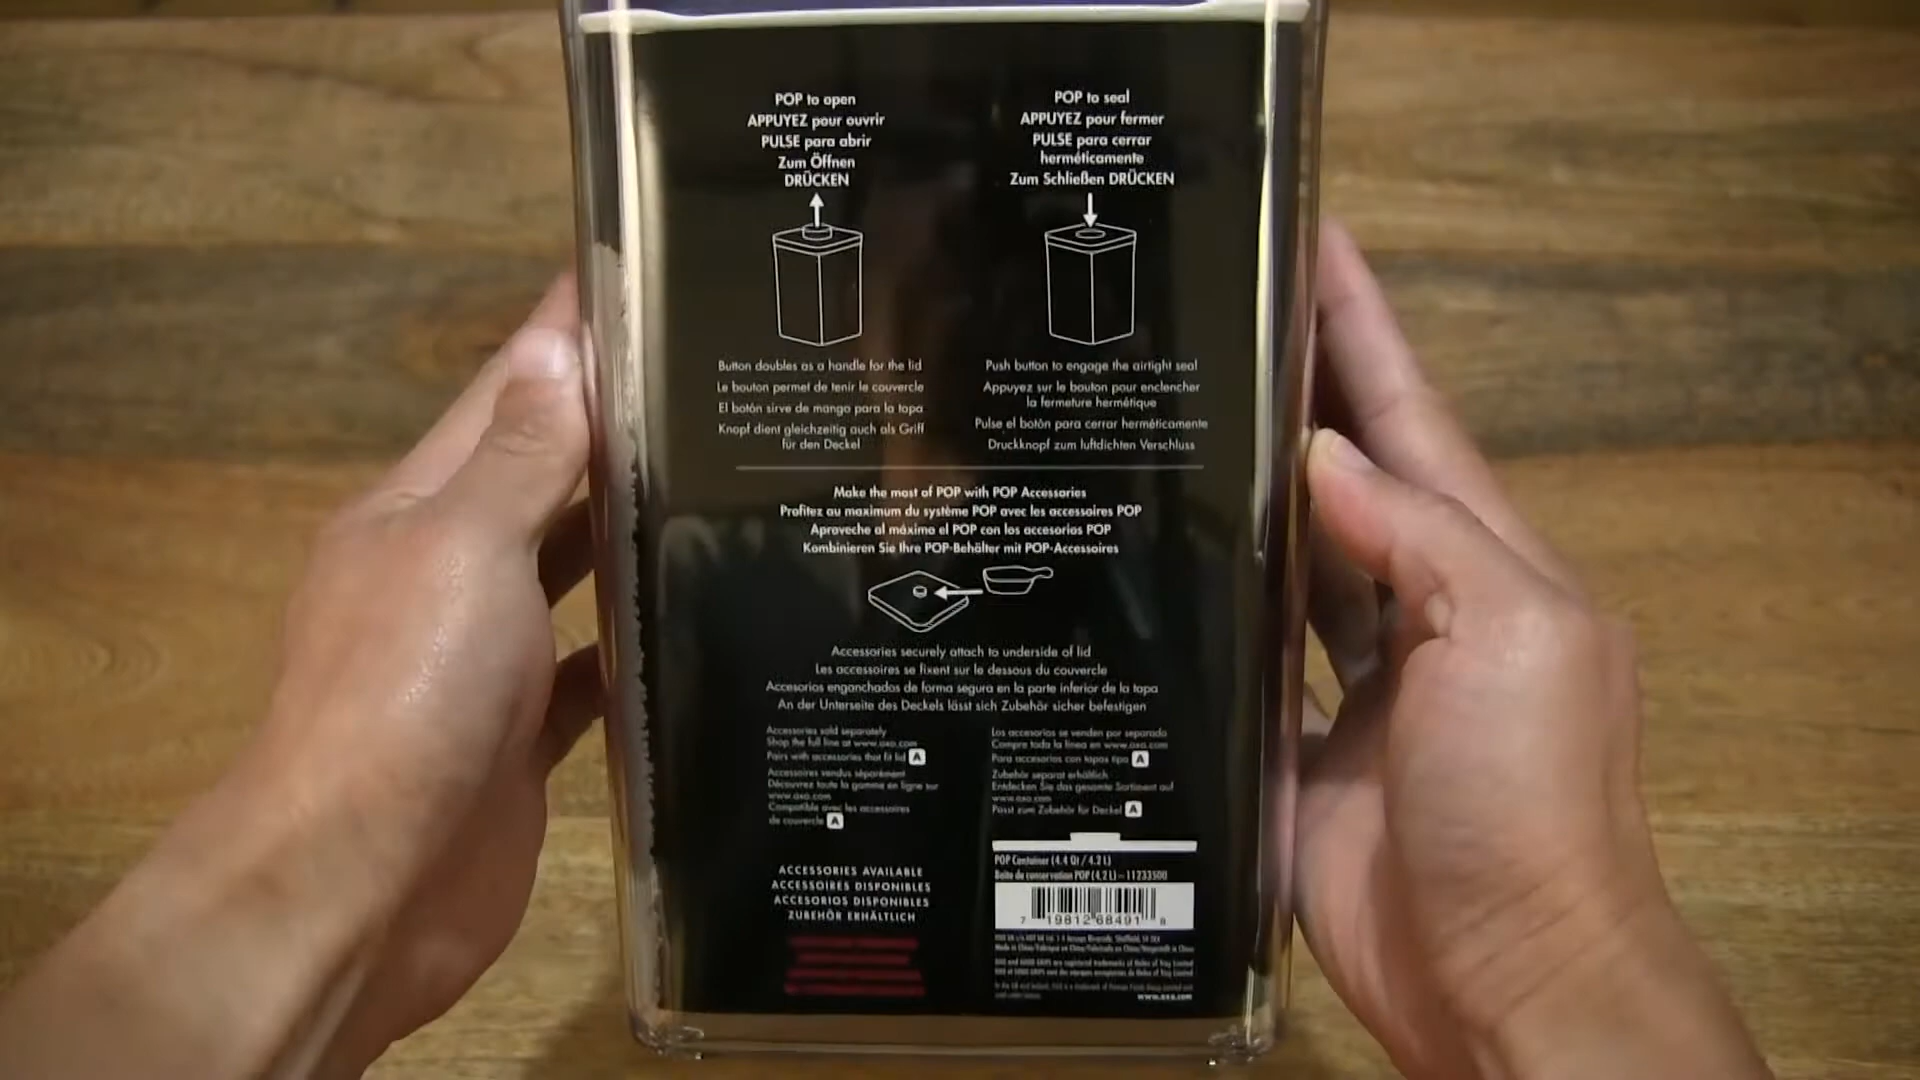 POP to open
APPUYEZ pour ouvrir
PULSE para abrir
Zum Öffnen
DRÜCKEN
POP to seal
APPUYEZ pour fermer
PULSE para cerrar
herméticamente
Zum Schließen DRÜCKEN
Button doubles as a handle for the lid
Le bouton permet de tenir le couvercle
El botón sirve de mango para la tapa
Knopf dient gleichzeitig auch als Griff
für den Deckel
Push button to engage the airtight seal
Appuyez sur le bouton pour enclencher
la fermeture hermétique
Pulse el botón para cerrar herméticamente
Druckknopf zum luftdichten Verschluss
Make the most of POP with POP Accessories
Profitez au maximum du système POP avec les accessoires POP
Aproveche al máximo el POP con los accesorios POP
Kombinieren Sie Ihre POP-Behälter mit POP-Accessoires
Accessories securely attach to underside of lid
Les accessoires se fixent sur le dessous du couvercle
Accesorios enganchados de forma segura en la parte inferior de la tapa
An der Unterseite des Deckels lässt sich Zubehör sicher befestigen
Accessories sold separately
Shop the full line at www.oxo.com
Pairs with accessories that fit lid A
Accessoires vendus séparément
Découvrez toute la gamme en ligne sur
www.oxo.com
Compatible avec les accessoires
de couvercle A
Los accesorios se venden por separado
Compre toda la línea en www.oxo.com
Para accesorios con tapas tipo A
Zubehör separat erhältlich
Entdecken Sie das gesamte Sortiment auf
www.oxo.com
Passt zum Zubehör für Deckel A
ACCESSORIES AVAILABLE
ACCESSOIRES DISPONIBLES
ACCESORIOS DISPONIBLES
ZUBEHÖR ERHÄLTLICH
POP Container (4.4 Qt / 4.2 L)
Boîte de conservation POP (4,2 L) – 11233500
7 19812 68491 8
www.oxo.com